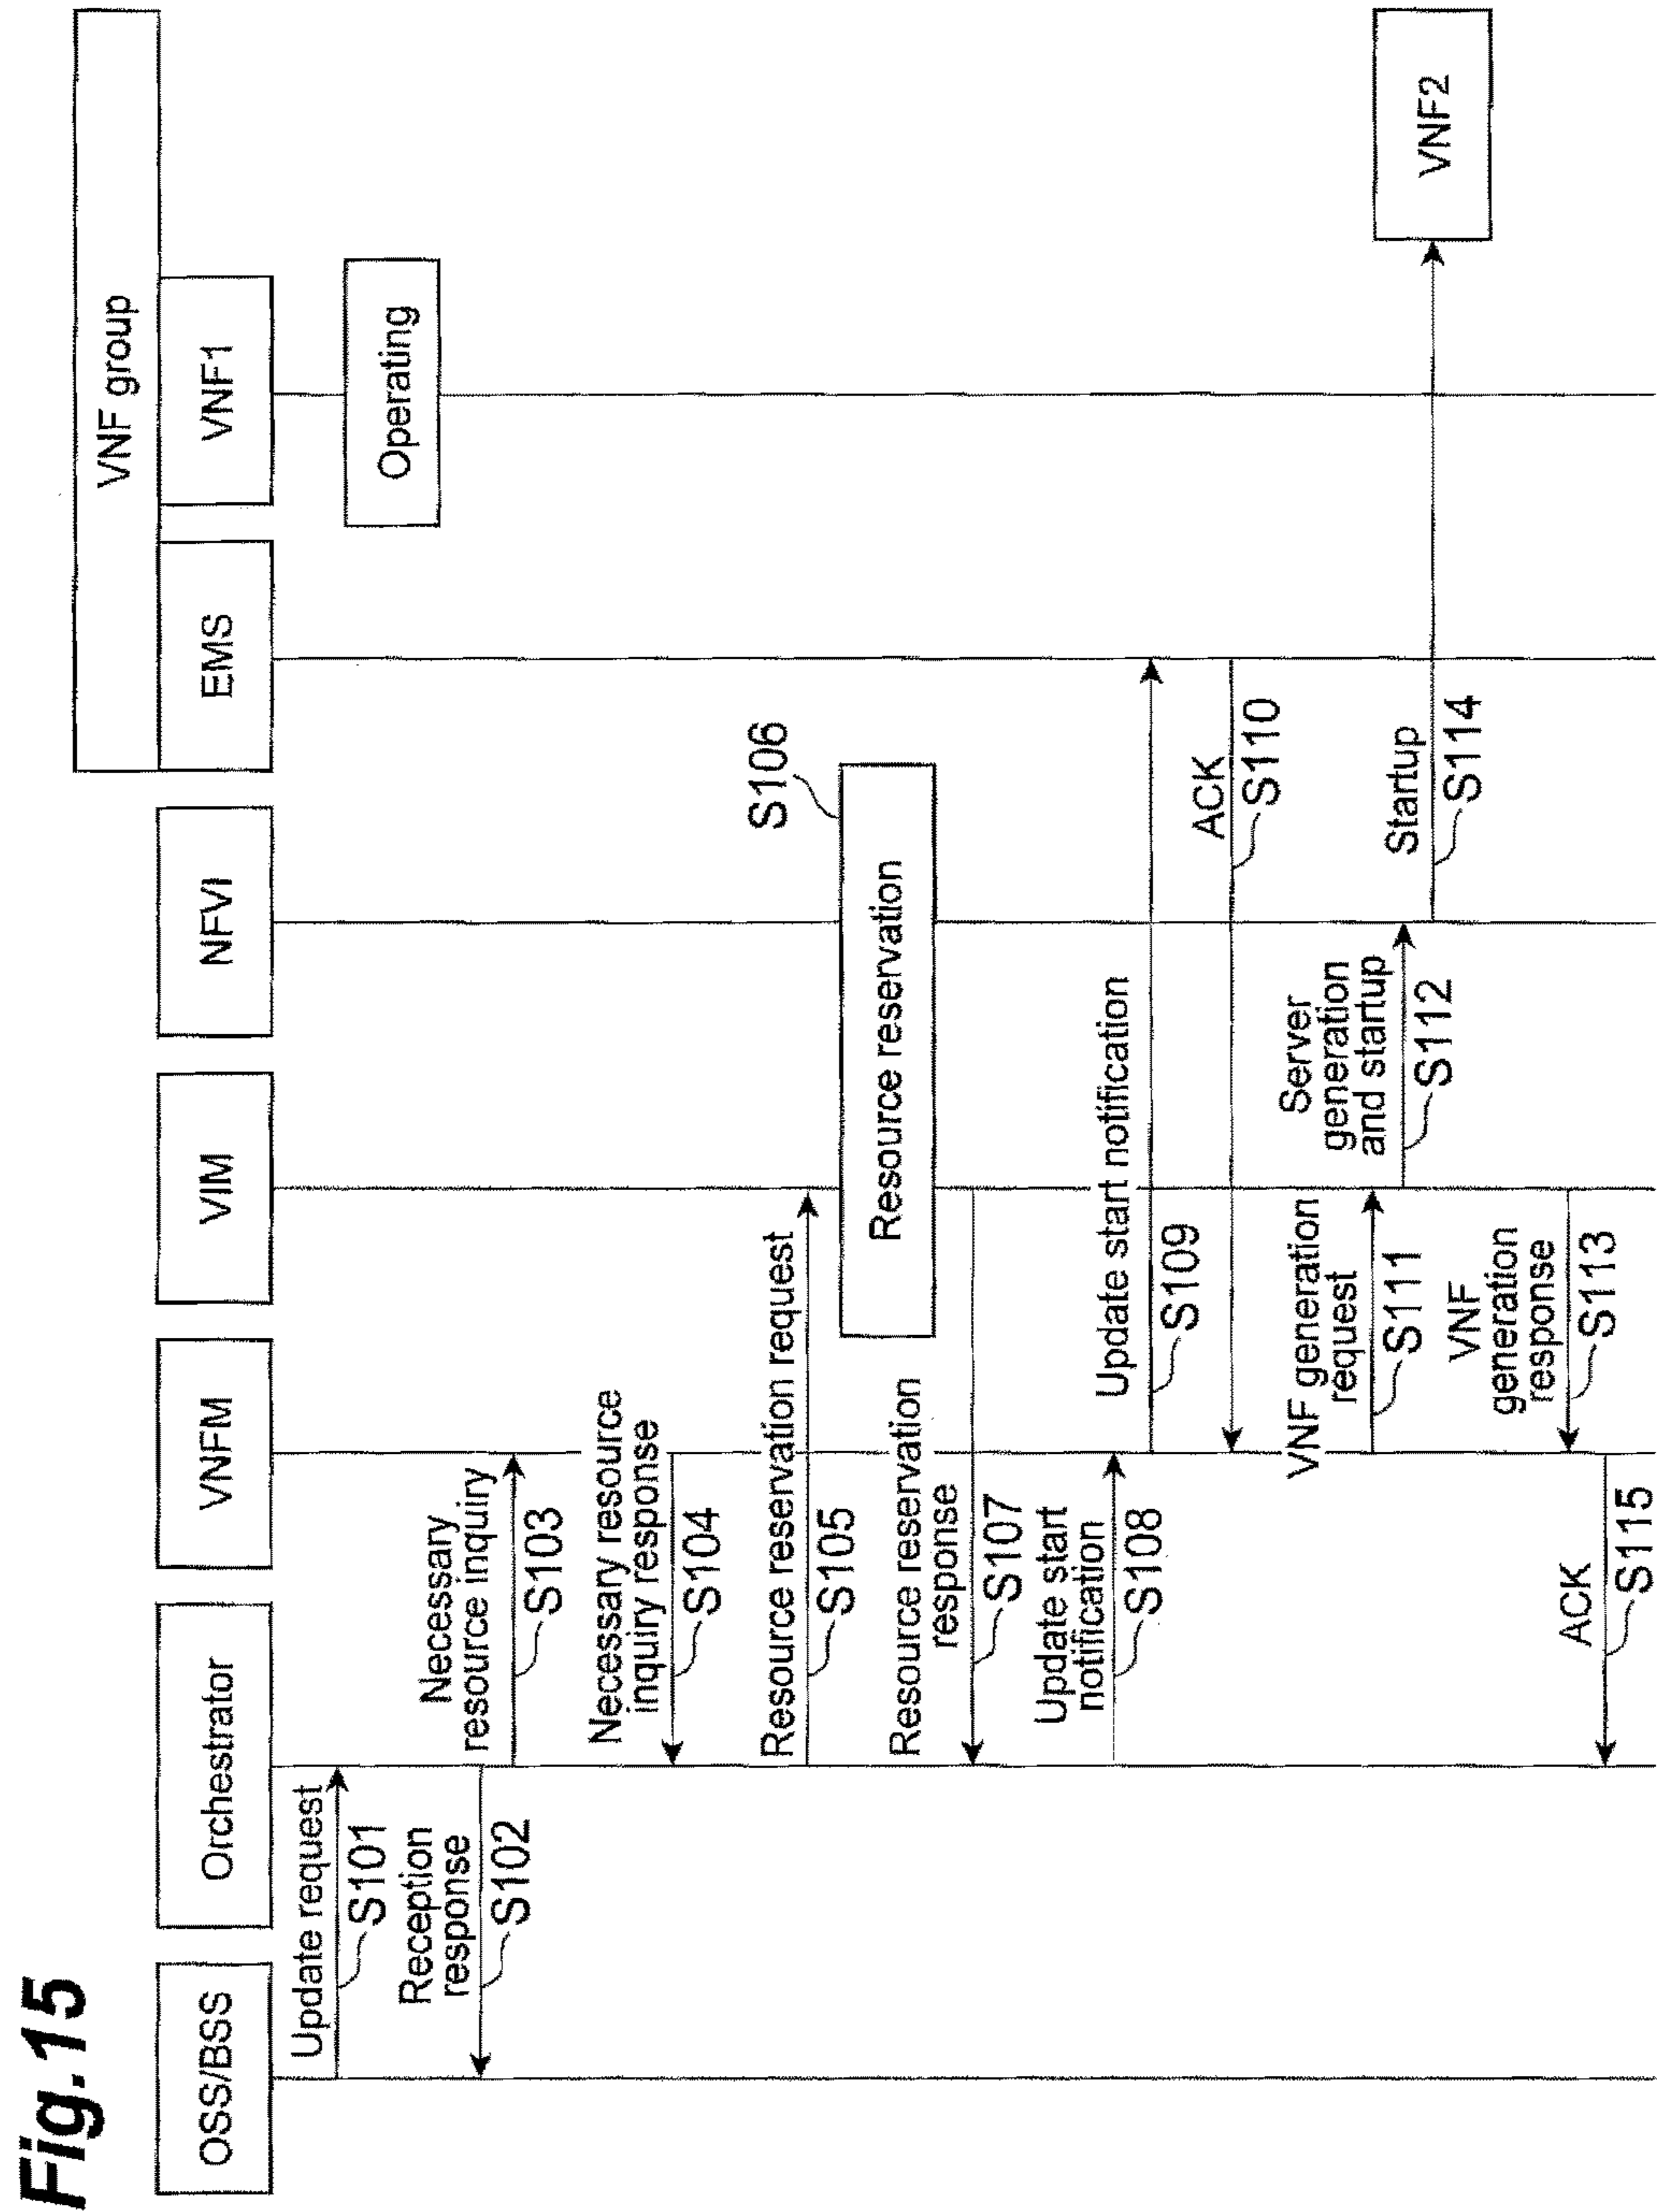 Fig.15
VNF group
OSS/BSS
Orchestrator
VNFM
VIM
NFVI
EMS
VNF1
Update request
S101
Operating
Reception
response
S102
Necessary
resource inquiry
S103
Necessary resource
inquiry response
S104
Resource reservation request
S105
S106
Resource reservation
Resource reservation
response
S107
Update start
notification
S108
Update start notification
S109
ACK
S110
VNF generation
request
S111
Server
generation
and startup
S112
Startup
S114
VNF2
VNF
generation
response
S113
ACK
S115